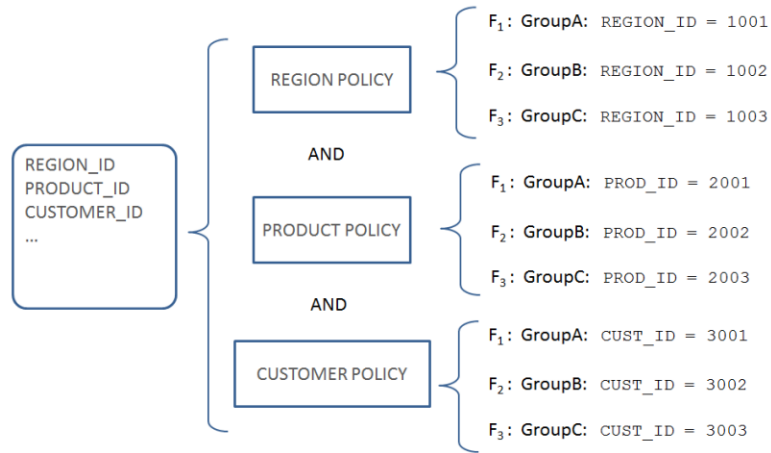 REGION_ID
PRODUCT_ID
CUSTOMER_ID
...
REGION POLICY
F1: GroupA: REGION_ID = 1001
F2: GroupB: REGION_ID = 1002
F3: GroupC: REGION_ID = 1003
AND
PRODUCT POLICY
F1: GroupA: PROD_ID = 2001
F2: GroupB: PROD_ID = 2002
F3: GroupC: PROD_ID = 2003
AND
CUSTOMER POLICY
F1: GroupA: CUST_ID = 3001
F2: GroupB: CUST_ID = 3002
F3: GroupC: CUST_ID = 3003